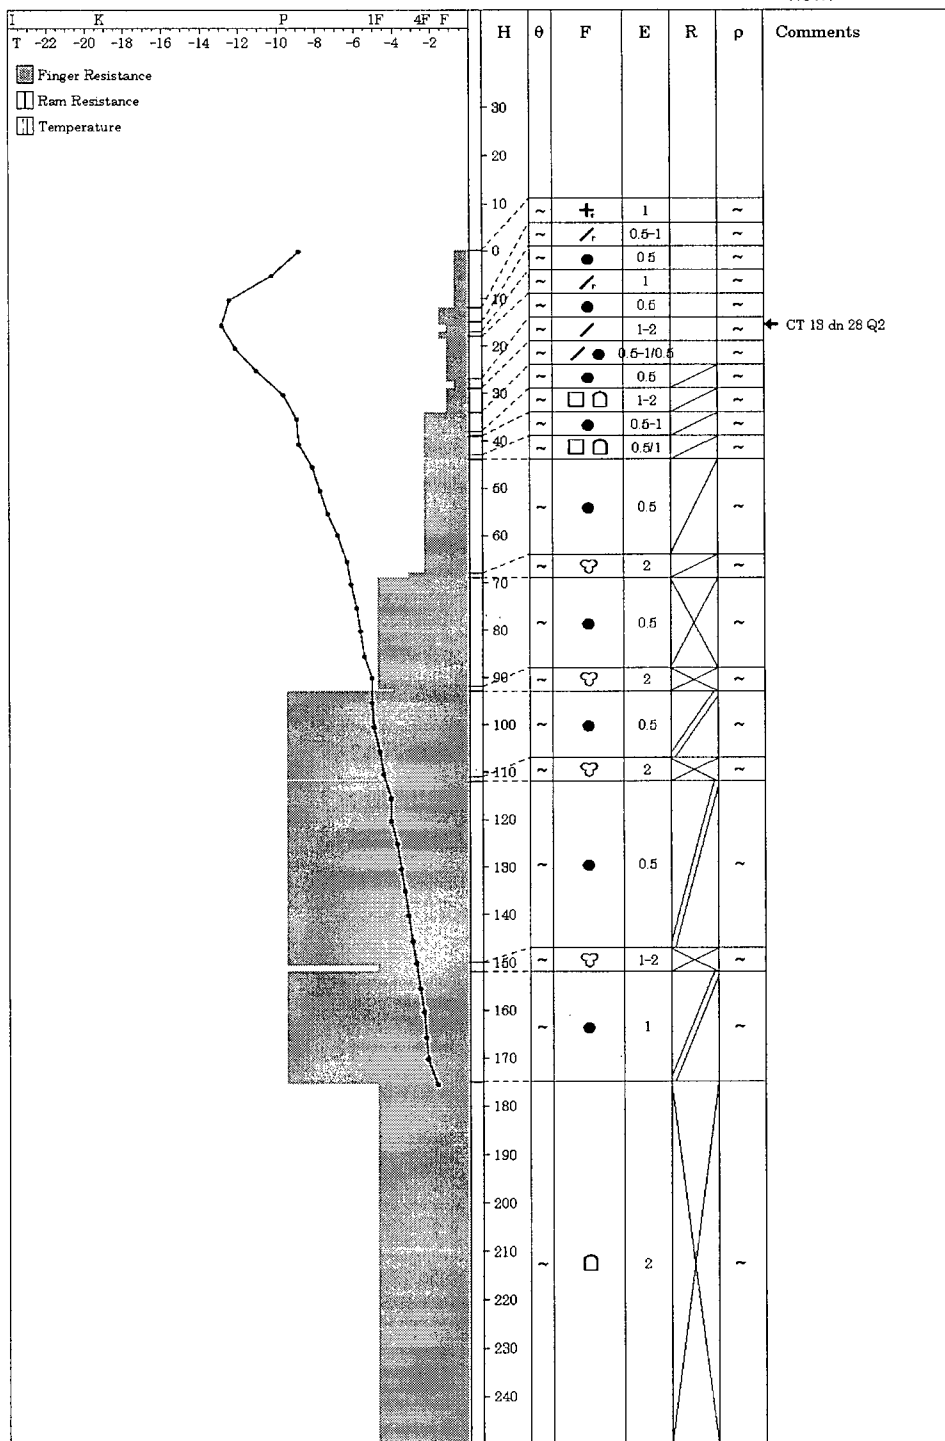 I K P 1F 4F F
T -22 -20 -18 -16 -14 -12 -10 -8 -6 -4 -2 H θ F E R ρ Comments
Finger Resistance
Ram Resistance
Temperature
30
20
10 ~ r 1 ~
~ r 0.5-1 ~
0 ~ 0.5 ~
~ r 1 ~
10 ~ 0.5 ~
~ 1-2 ~ CT 13 dn 28 Q2
20 ~ 0.5-1/0.5 ~
~ 0.5 ~
30 ~ 1-2 ~
~ 0.5-1 ~
40 ~ 0.5/1 ~
50 ~ 0.5 ~
60
~ 2 ~
70
80 ~ 0.5 ~
90 ~ 2 ~
100 ~ 0.5 ~
110 ~ 2 ~
120
130 ~ 0.5 ~
140
150 ~ 1-2 ~
160 ~ 1 ~
170
180
190
200
210 ~ 2 ~
220
230
240